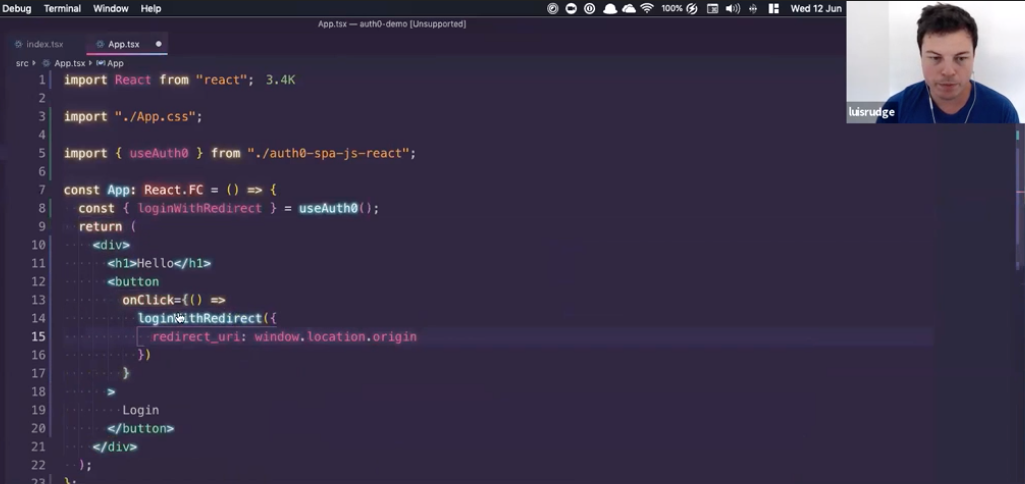 Debug Terminal Window Help 100% Wed 12 Jun
App.tsx — auth0-demo [Unsupported]
index.tsx App.tsx
src App.tsx App
luisrudge
1 import React from "react"; 3.4K
2
3 import "./App.css";
4
5 import { useAuth0 } from "./auth0-spa-js-react";
6
7 const App: React.FC = () => {
8 const { loginWithRedirect } = useAuth0();
9 return (
10 <div>
11 <h1>Hello</h1>
12 <button
13 onClick={() =>
14 loginWithRedirect({
15 redirect_uri: window.location.origin
16 })
17 }
18 >
19 Login
20 </button>
21 </div>
22 );
23 };